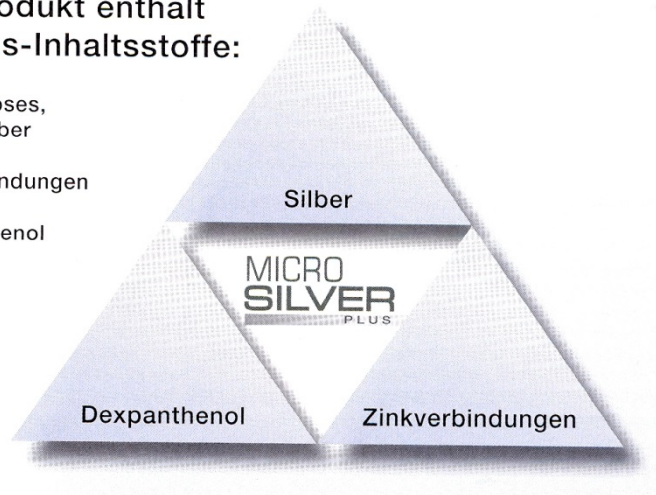 odukt enthält
s-Inhaltsstoffe:
oses,
ber
ndungen
enol
Silber
MICRO
SILVER
PLUS
Dexpanthenol
Zinkverbindungen